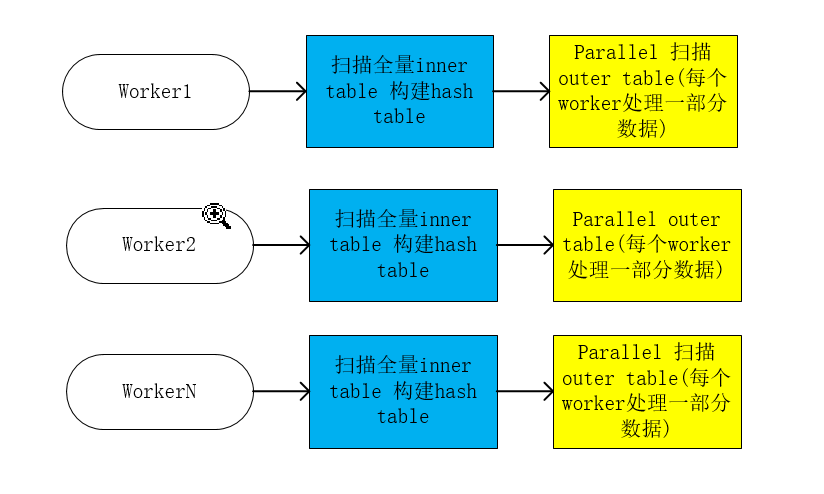 Worker1
扫描全量inner
table 构建hash
table
Parallel 扫描
outer table(每个
worker处理一部分
数据)
Worker2
扫描全量inner
table 构建hash
table
Parallel outer
table(每个worker
处理一部分数据)
WorkerN
扫描全量inner
table 构建hash
table
Parallel 扫描
outer table(每个
worker处理一部分
数据)